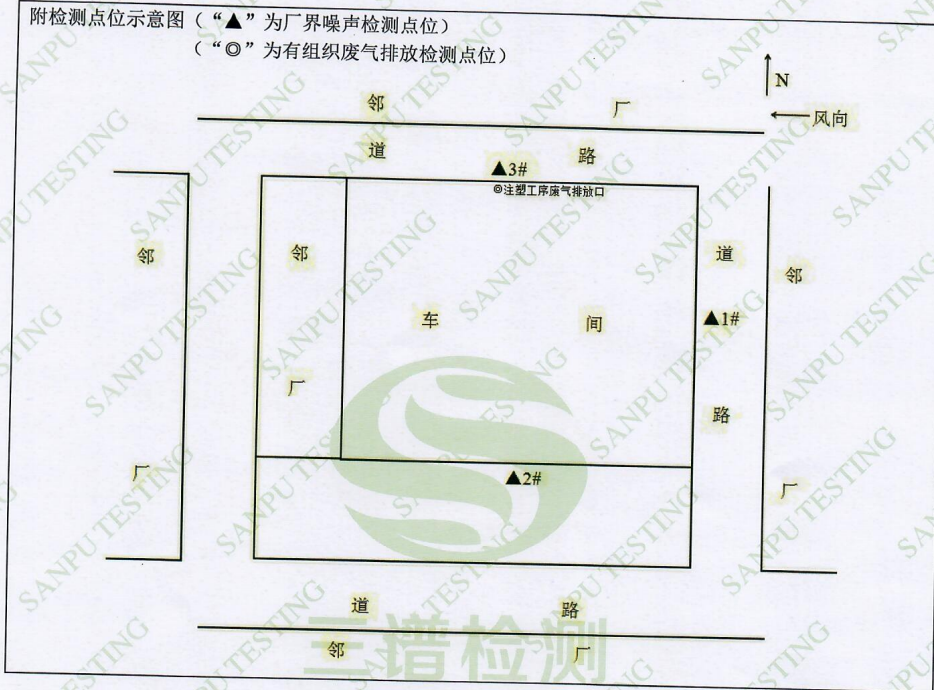 附检测点位示意图（“▲”为厂界噪声检测点位）
（“◎”为有组织废气排放检测点位）
N
风向
邻 厂
道 路
▲3#
◎注塑工序废气排放口
邻 厂
邻 厂
车 间
道 路
▲1#
邻 厂
▲2#
道 路
邻 厂
三谱检测
SANPU TESTING